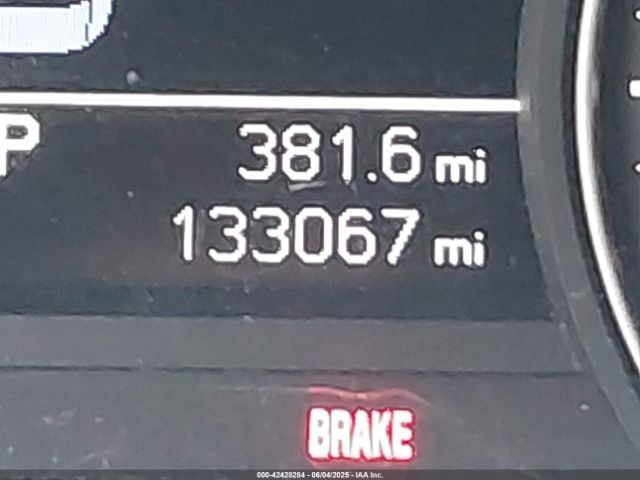 P 381.6 mi
133067 mi
BRAKE
000-42428284 - 06/04/2025 - IAA Inc.